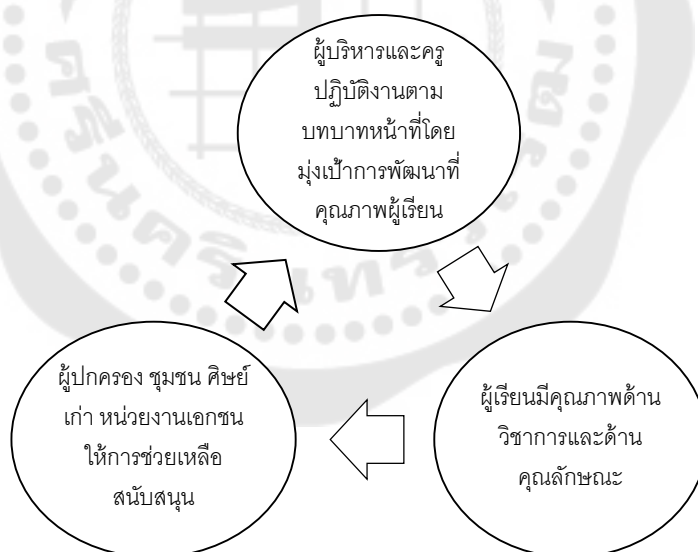 ผู้บริหารและครู
ปฏิบัติงานตาม
บทบาทหน้าที่โดย
มุ่งเป้าการพัฒนาที่
คุณภาพผู้เรียน
ผู้เรียนมีคุณภาพด้าน
วิชาการและด้าน
คุณลักษณะ
ผู้ปกครอง ชุมชน ศิษย์
เก่า หน่วยงานเอกชน
ให้การช่วยเหลือ
สนับสนุน